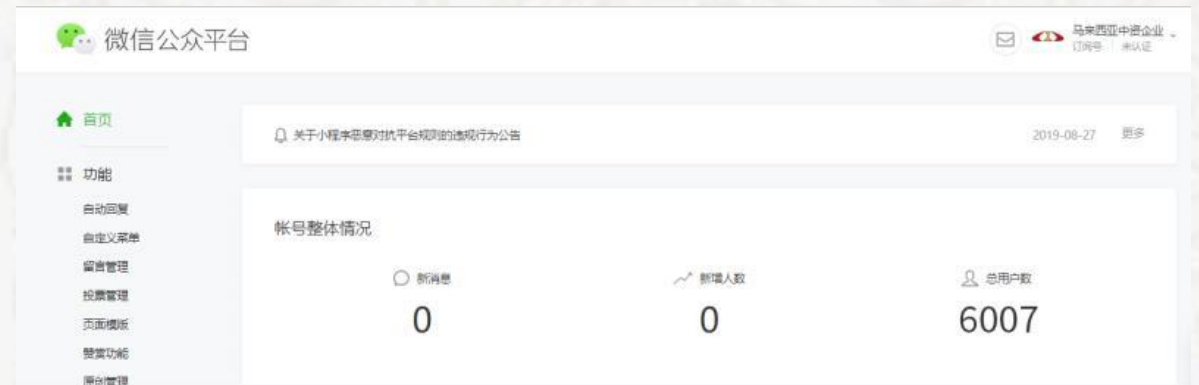 微信公众平台
马来西亚中资企业
订阅号 未认证
首页
关于小程序恶意对抗平台规则的违规行为公告 2019-08-27 更多
功能
自动回复
自定义菜单
留言管理
投票管理
页面模版
赞赏功能
原创管理
帐号整体情况
新消息 新增人数 总用户数
0 0 6007